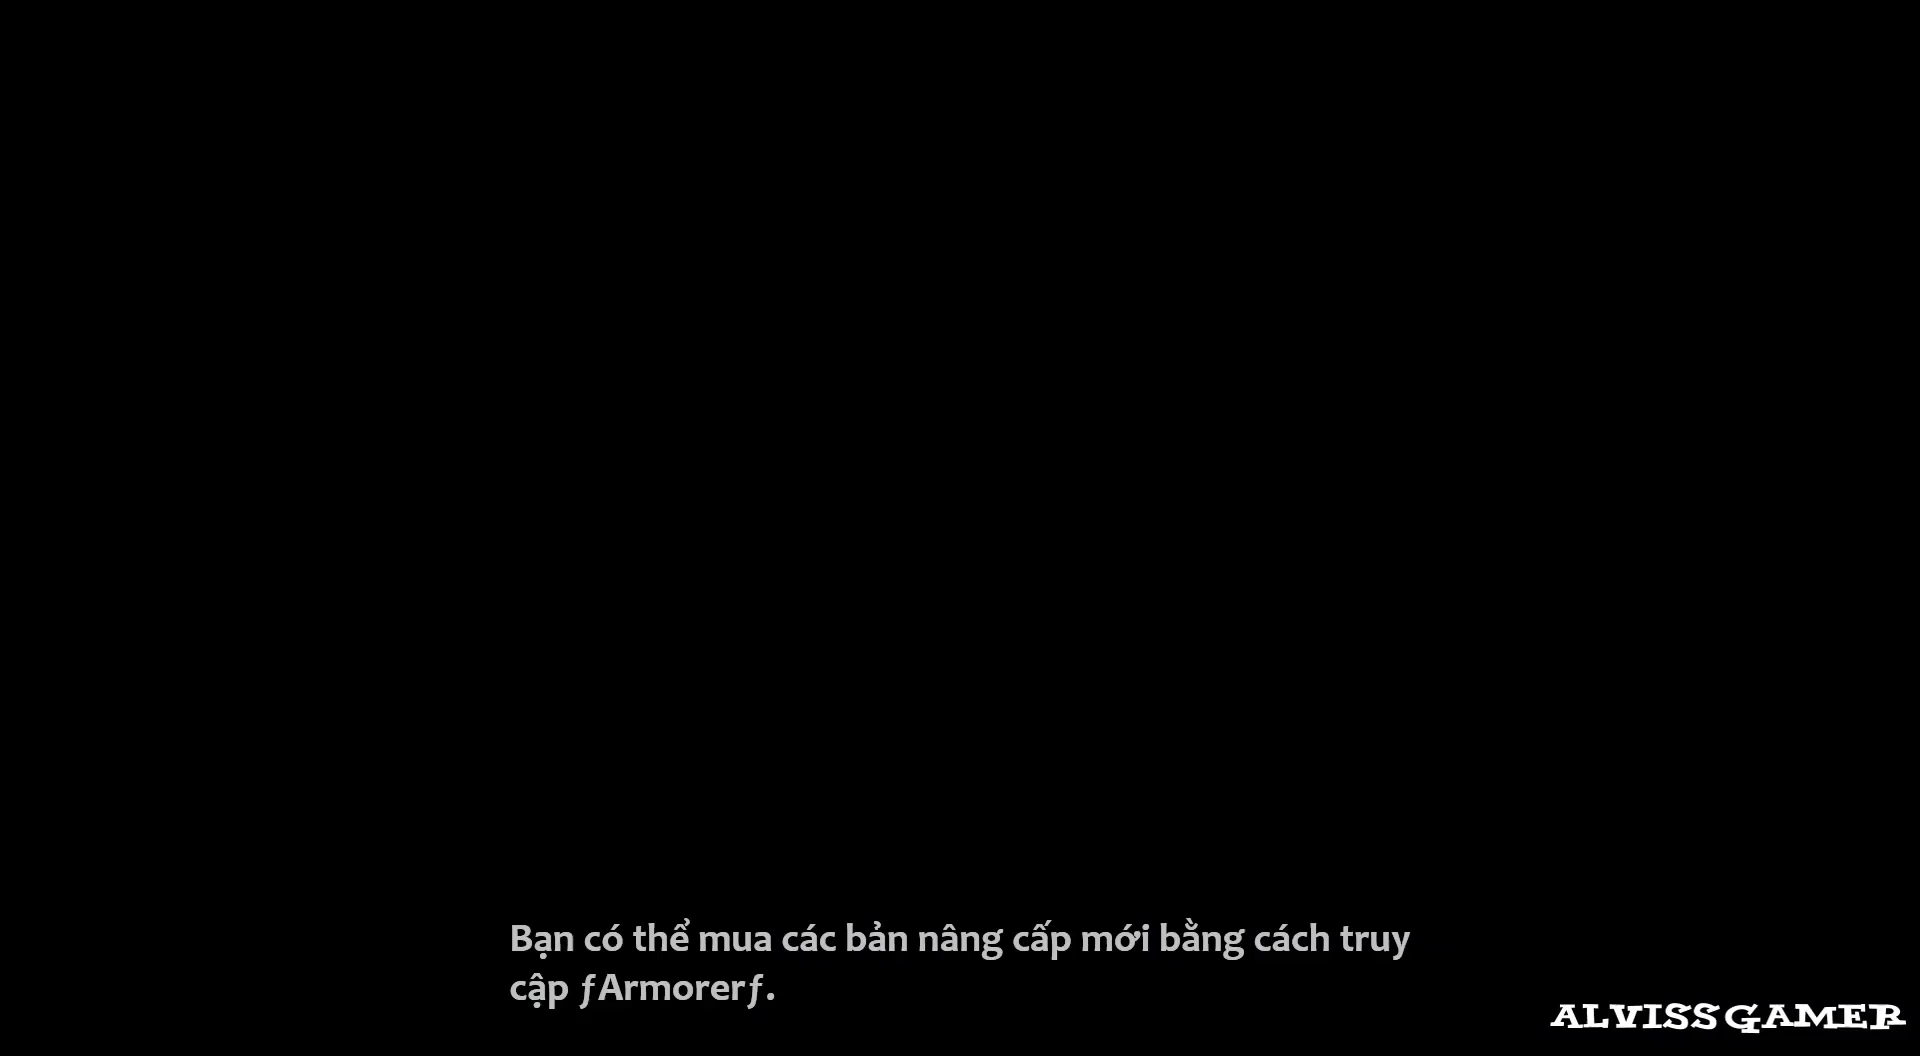 Bạn có thể mua các bản nâng cấp mới bằng cách truy
cập ƒArmorerƒ.
ALVISSGAMER